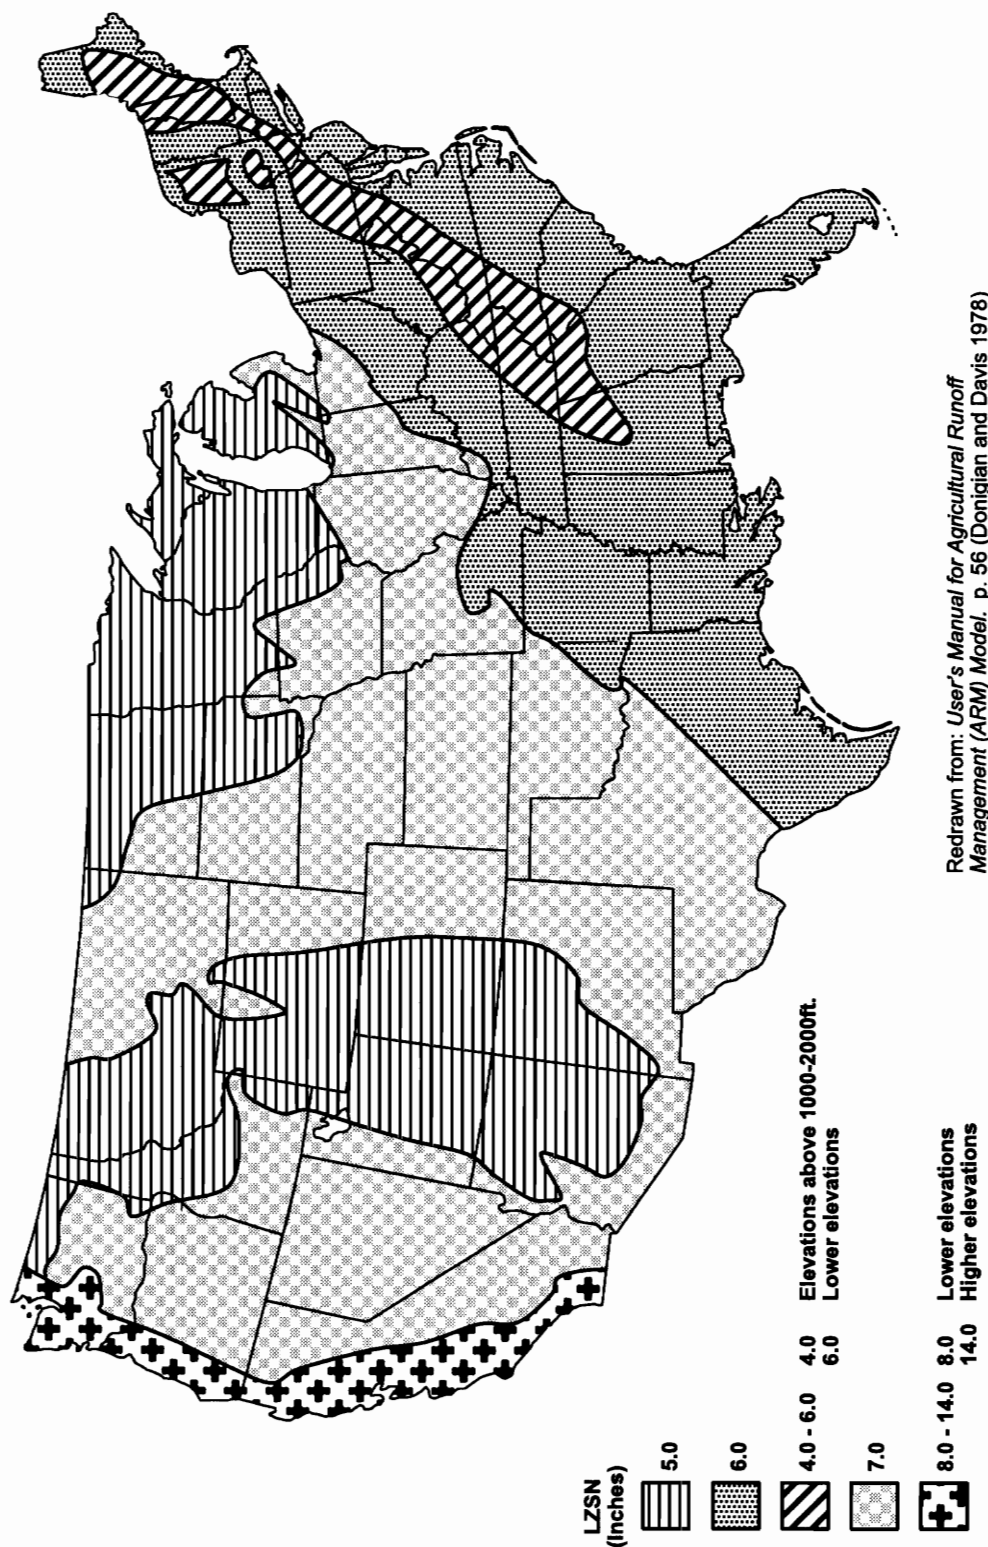 LZSN
(Inches)
5.0
6.0
4.0 - 6.0 4.0 Elevations above 1000-2000ft.
6.0 Lower elevations
7.0
8.0 - 14.0 8.0 Lower elevations
14.0 Higher elevations
Redrawn from: User's Manual for Agricultural Runoff
Management (ARM) Model. p. 56 (Donigian and Davis 1978)